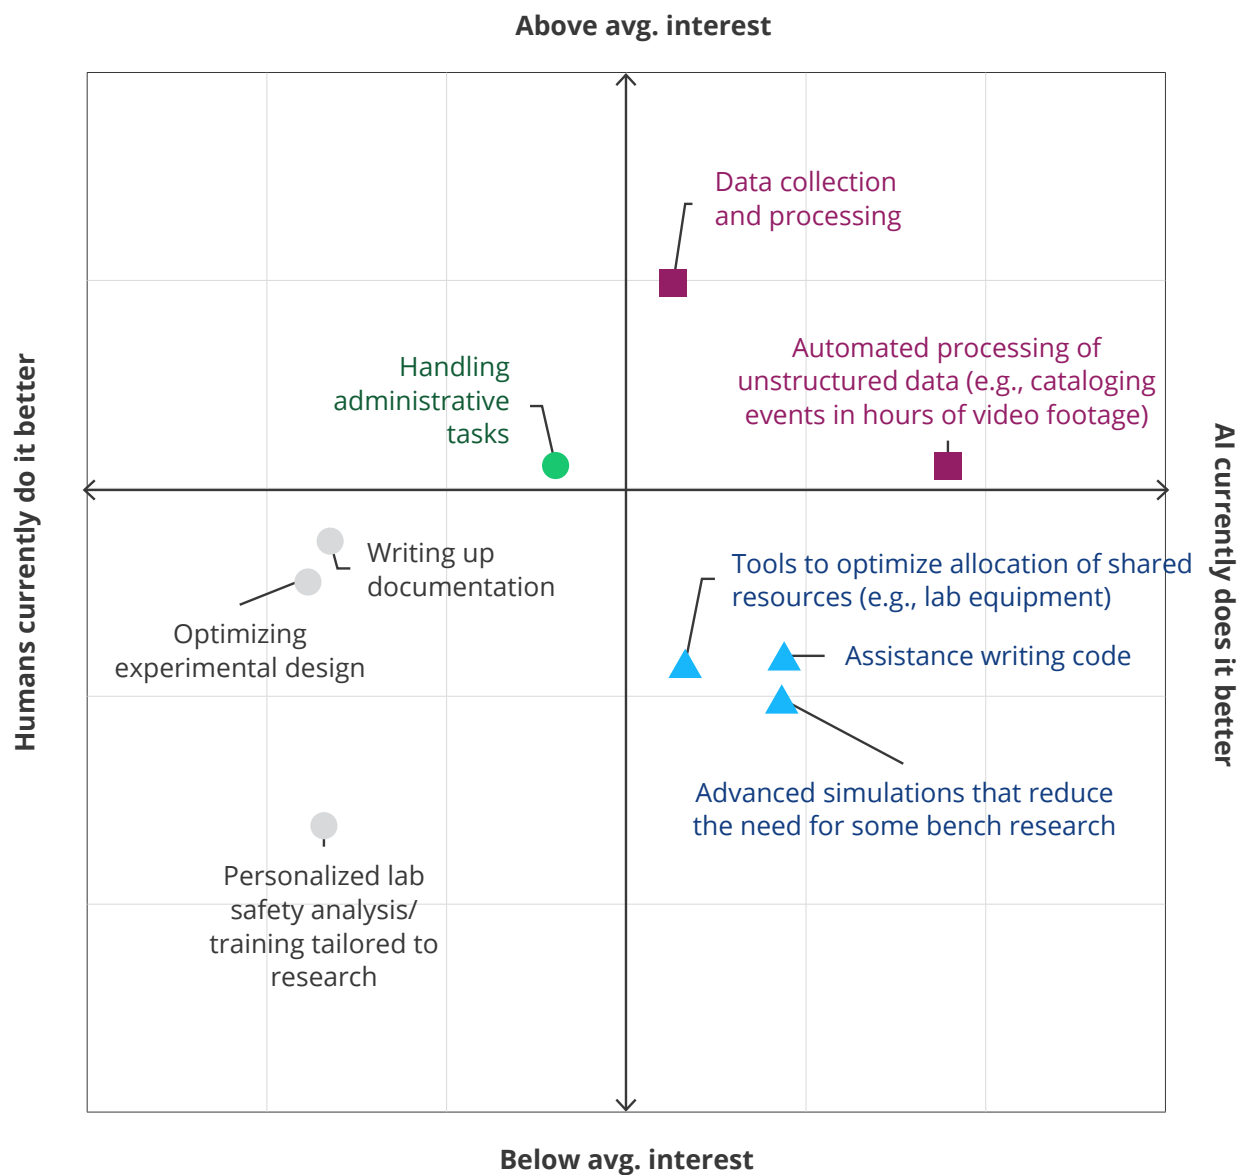 Above avg. interest
Data collection
and processing
Automated processing of
unstructured data (e.g., cataloging
events in hours of video footage)
Handling
administrative
tasks
Humans currently do it better
AI currently does it better
Writing up
documentation
Optimizing
experimental design
Tools to optimize allocation of shared
resources (e.g., lab equipment)
Assistance writing code
Advanced simulations that reduce
the need for some bench research
Personalized lab
safety analysis/
training tailored to
research
Below avg. interest